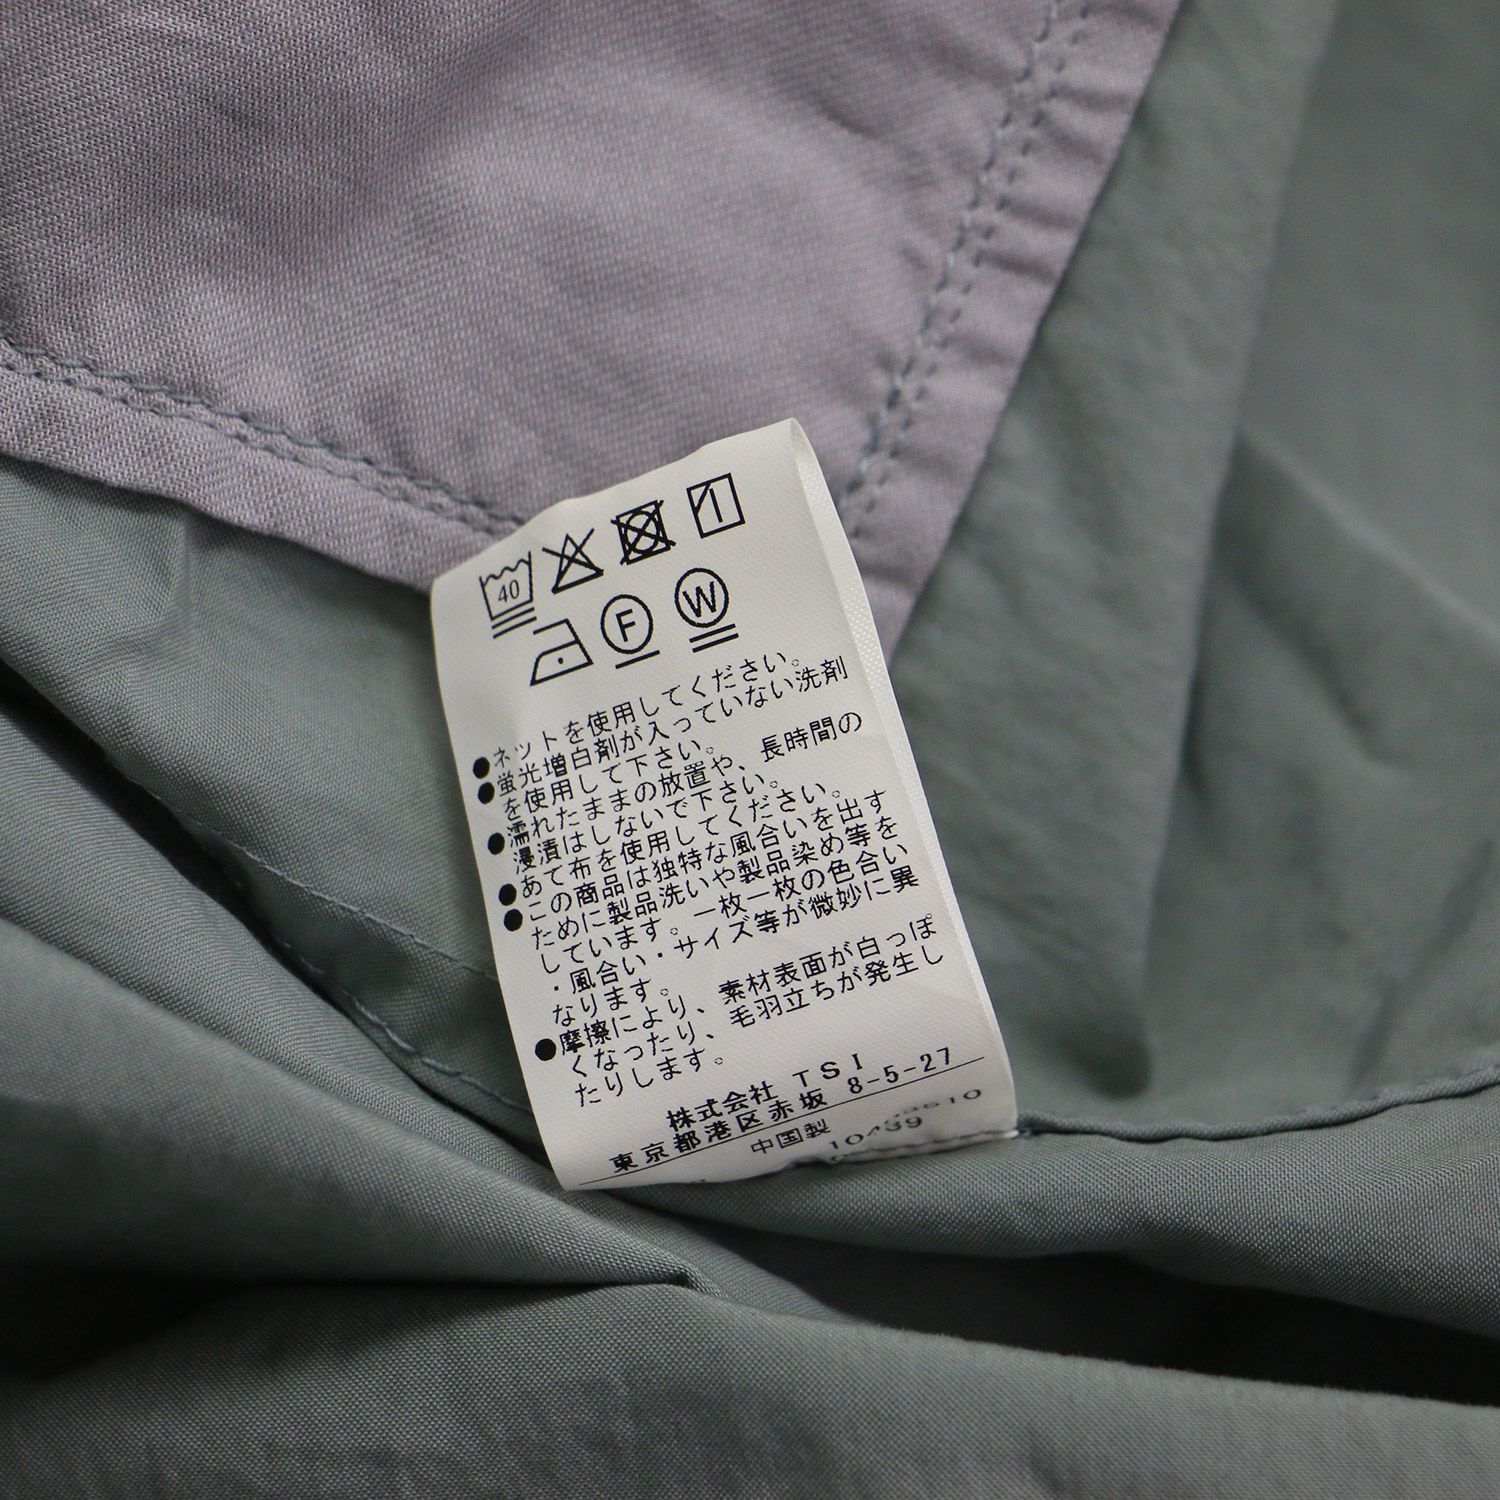 40
F W
●ネットを使用してください。
●蛍光増白剤が入っていない洗剤
を使用して下さい。
●濡れたままの放置や、長時間の
浸漬はしないで下さい。
●あて布を使用してください。
●この商品は独特な風合いを出す
ために製品洗いや製品染め等を
しています。一枚一枚の色合い
・風合い・サイズ等が微妙に異
なります。
●摩擦により、素材表面が白っぽ
くなったり、毛羽立ちが発生し
たりします。
株式会社 TSI
東京都港区赤坂 8-5-27
中国製
10439